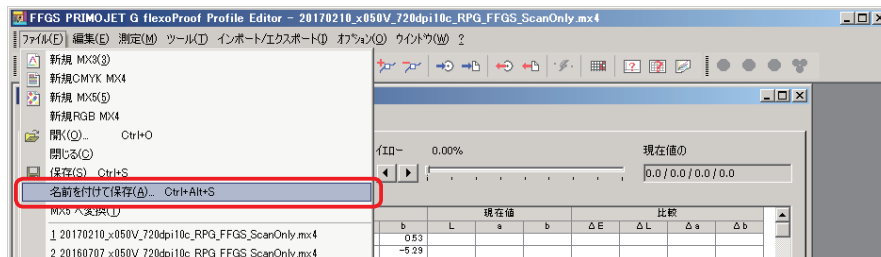 FFGS PRIMOJET G flexoProof Profile Editor - 20170210_x050V_720dpi10c_RPG_FFGS_ScanOnly.mx4
ファイル(F) 編集(E) 測定(M) ツール(T) インポート/エクスポート(I) オプション(O) ウインドウ(W) ?
新規 MX3(3)
新規CMYK MX4
新規 MX5(5)
新規RGB MX4
開く(O)... Ctrl+O
閉じる(C)
保存(S) Ctrl+S
名前を付けて保存(A)... Ctrl+Alt+S
MX5 へ変換(T)
1 20170210_x050V_720dpi10c_RPG_FFGS_ScanOnly.mx4
2 20160707_x050V_720dpi10c_RPG_FFGS_ScanOnly.mx4
イエロー 0.00% 現在値の
0.0 / 0.0 / 0.0 / 0.0
現在値 比較
b L a b ΔE ΔL Δa Δb
0.53
-5.29